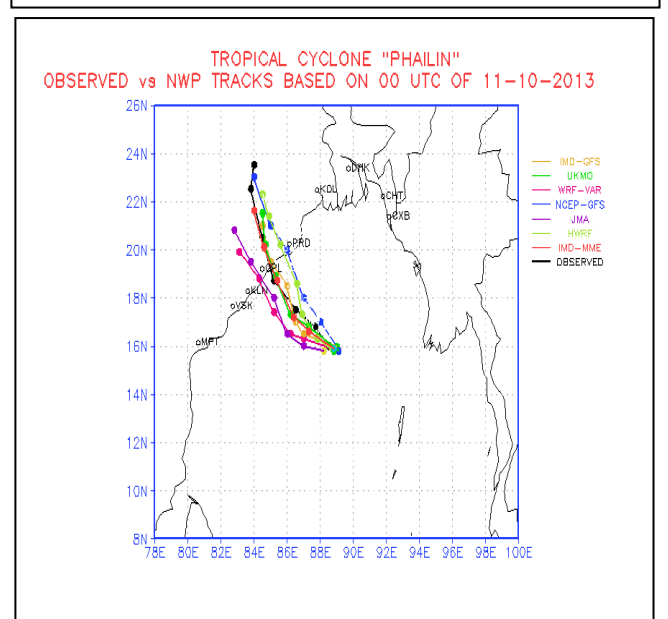 TROPICAL CYCLONE "PHAILIN"
OBSERVED vs NWP TRACKS BASED ON 00 UTC OF 11-10-2013
26N
24N
22N
20N
18N
16N
14N
12N
10N
8N
DHK
KOL
CHT
CXB
PRD
GPL
KLN
VSK
MPT
IMD-GFS
UKMO
WRF-VAR
NCEP-GFS
JMA
HWRF
IMD-MME
OBSERVED
78E 80E 82E 84E 86E 88E 90E 92E 94E 96E 98E 100E